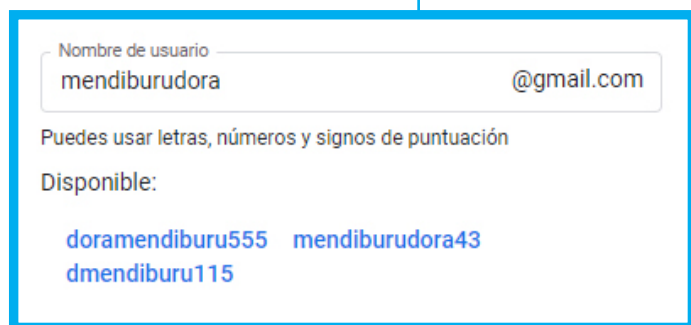 Nombre de usuario
mendiburudora @gmail.com
Puedes usar letras, números y signos de puntuación
Disponible:
doramendiburu555 mendiburudora43
dmendiburu115